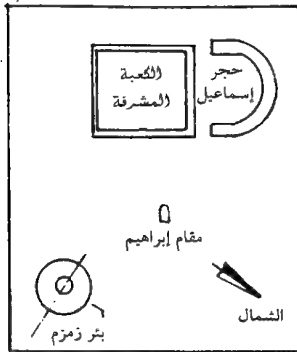 الكعبة
المشرفة
حجر
إسماعيل
مقام إبراهيم
الشمال
بئر زمزم